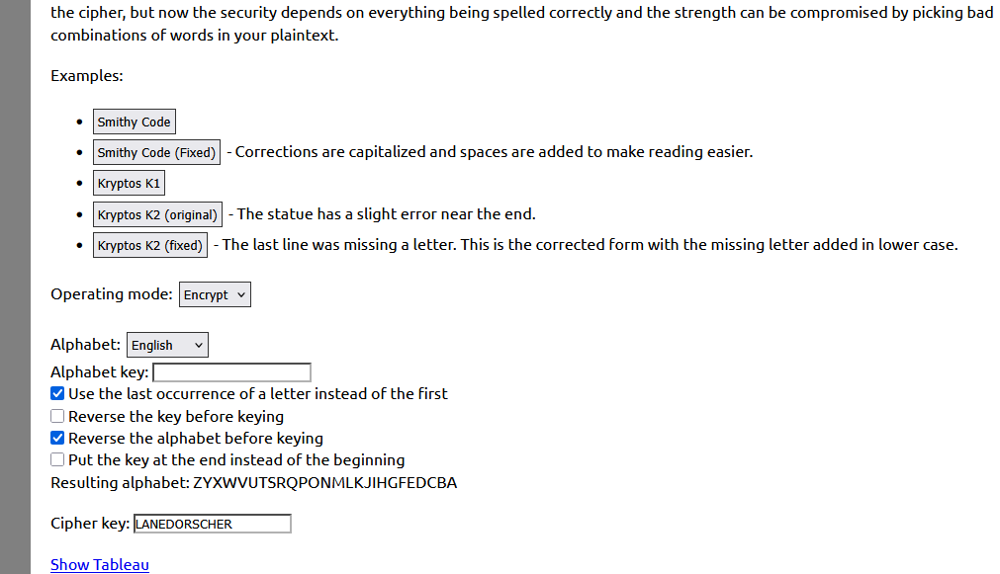 the cipher, but now the security depends on everything being spelled correctly and the strength can be compromised by picking bad
combinations of words in your plaintext.
Examples:
Smithy Code
Smithy Code (Fixed) - Corrections are capitalized and spaces are added to make reading easier.
Kryptos K1
Kryptos K2 (original) - The statue has a slight error near the end.
Kryptos K2 (fixed) - The last line was missing a letter. This is the corrected form with the missing letter added in lower case.
Operating mode: Encrypt
Alphabet: English
Alphabet key:
Use the last occurrence of a letter instead of the first
Reverse the key before keying
Reverse the alphabet before keying
Put the key at the end instead of the beginning
Resulting alphabet: ZYXWVUTSRQPONMLKJIHGFEDCBA
Cipher key: LANEDORSCHER
Show Tableau